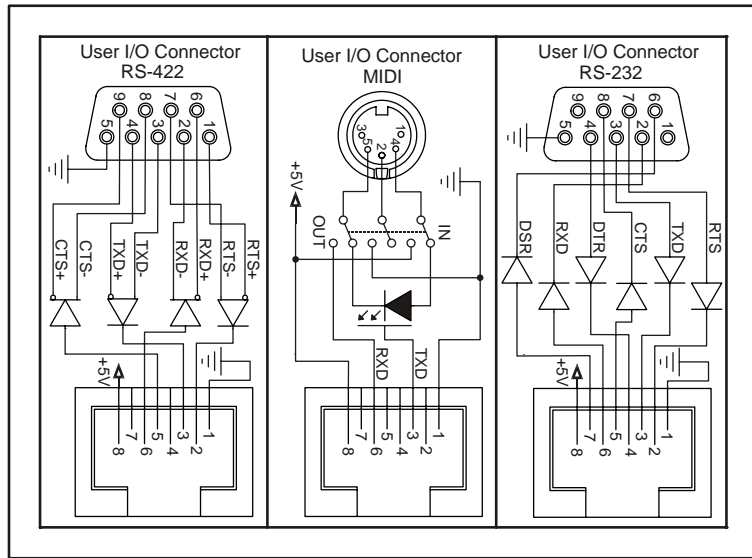 User I/O Connector
RS-422
9
8
7
6
5
4
3
2
1
CTS+
CTS-
TXD+
TXD-
RXD-
RXD+
RTS-
RTS+
+5V
8
7
6
5
4
3
2
1
User I/O Connector
MIDI
3
5
2
4
1
+5V
OUT
IN
RXD
TXD
8
7
6
5
4
3
2
1
User I/O Connector
RS-232
9
8
7
6
5
4
3
2
1
DSR
RXD
DTR
CTS
TXD
RTS
+5V
8
7
6
5
4
3
2
1